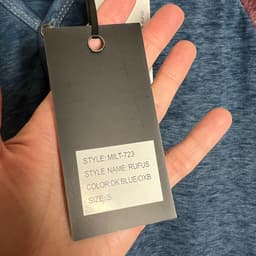 STYLE: MILT-723
STYLE NAME: RUFUS
COLOR:DK BLUE/OXB
SIZE: S